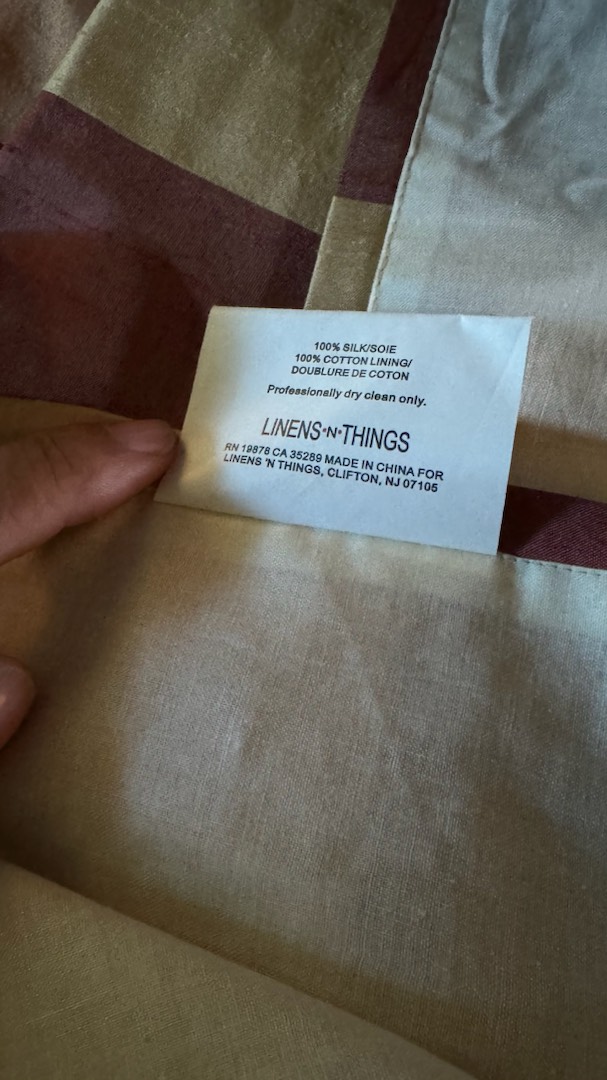 100% SILK/SOIE
100% COTTON LINING/
DOUBLURE DE COTON
Professionally dry clean only.
LINENS•N•THINGS
RN 19878 CA 35289 MADE IN CHINA FOR
LINENS 'N THINGS, CLIFTON, NJ 07105